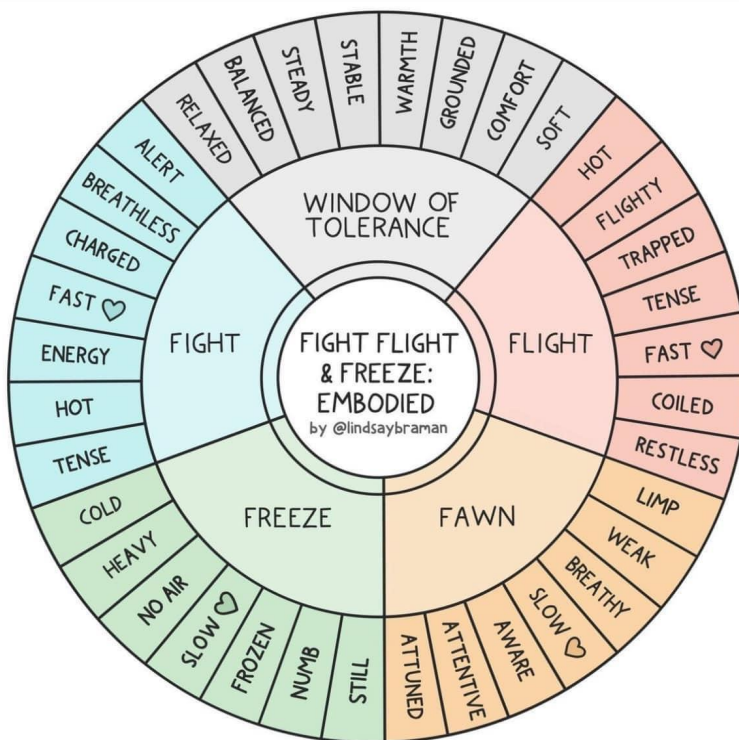 FIGHT FLIGHT
& FREEZE:
EMBODIED
by @lindsaybraman
WINDOW OF
TOLERANCE
RELAXED
BALANCED
STEADY
STABLE
WARMTH
GROUNDED
COMFORT
SOFT
FLIGHT
HOT
FLIGHTY
TRAPPED
TENSE
FAST ♡
COILED
RESTLESS
FAWN
LIMP
WEAK
BREATHY
SLOW ♡
AWARE
ATTENTIVE
ATTUNED
FREEZE
STILL
NUMB
FROZEN
SLOW ♡
NO AIR
HEAVY
COLD
FIGHT
TENSE
HOT
ENERGY
FAST ♡
CHARGED
BREATHLESS
ALERT